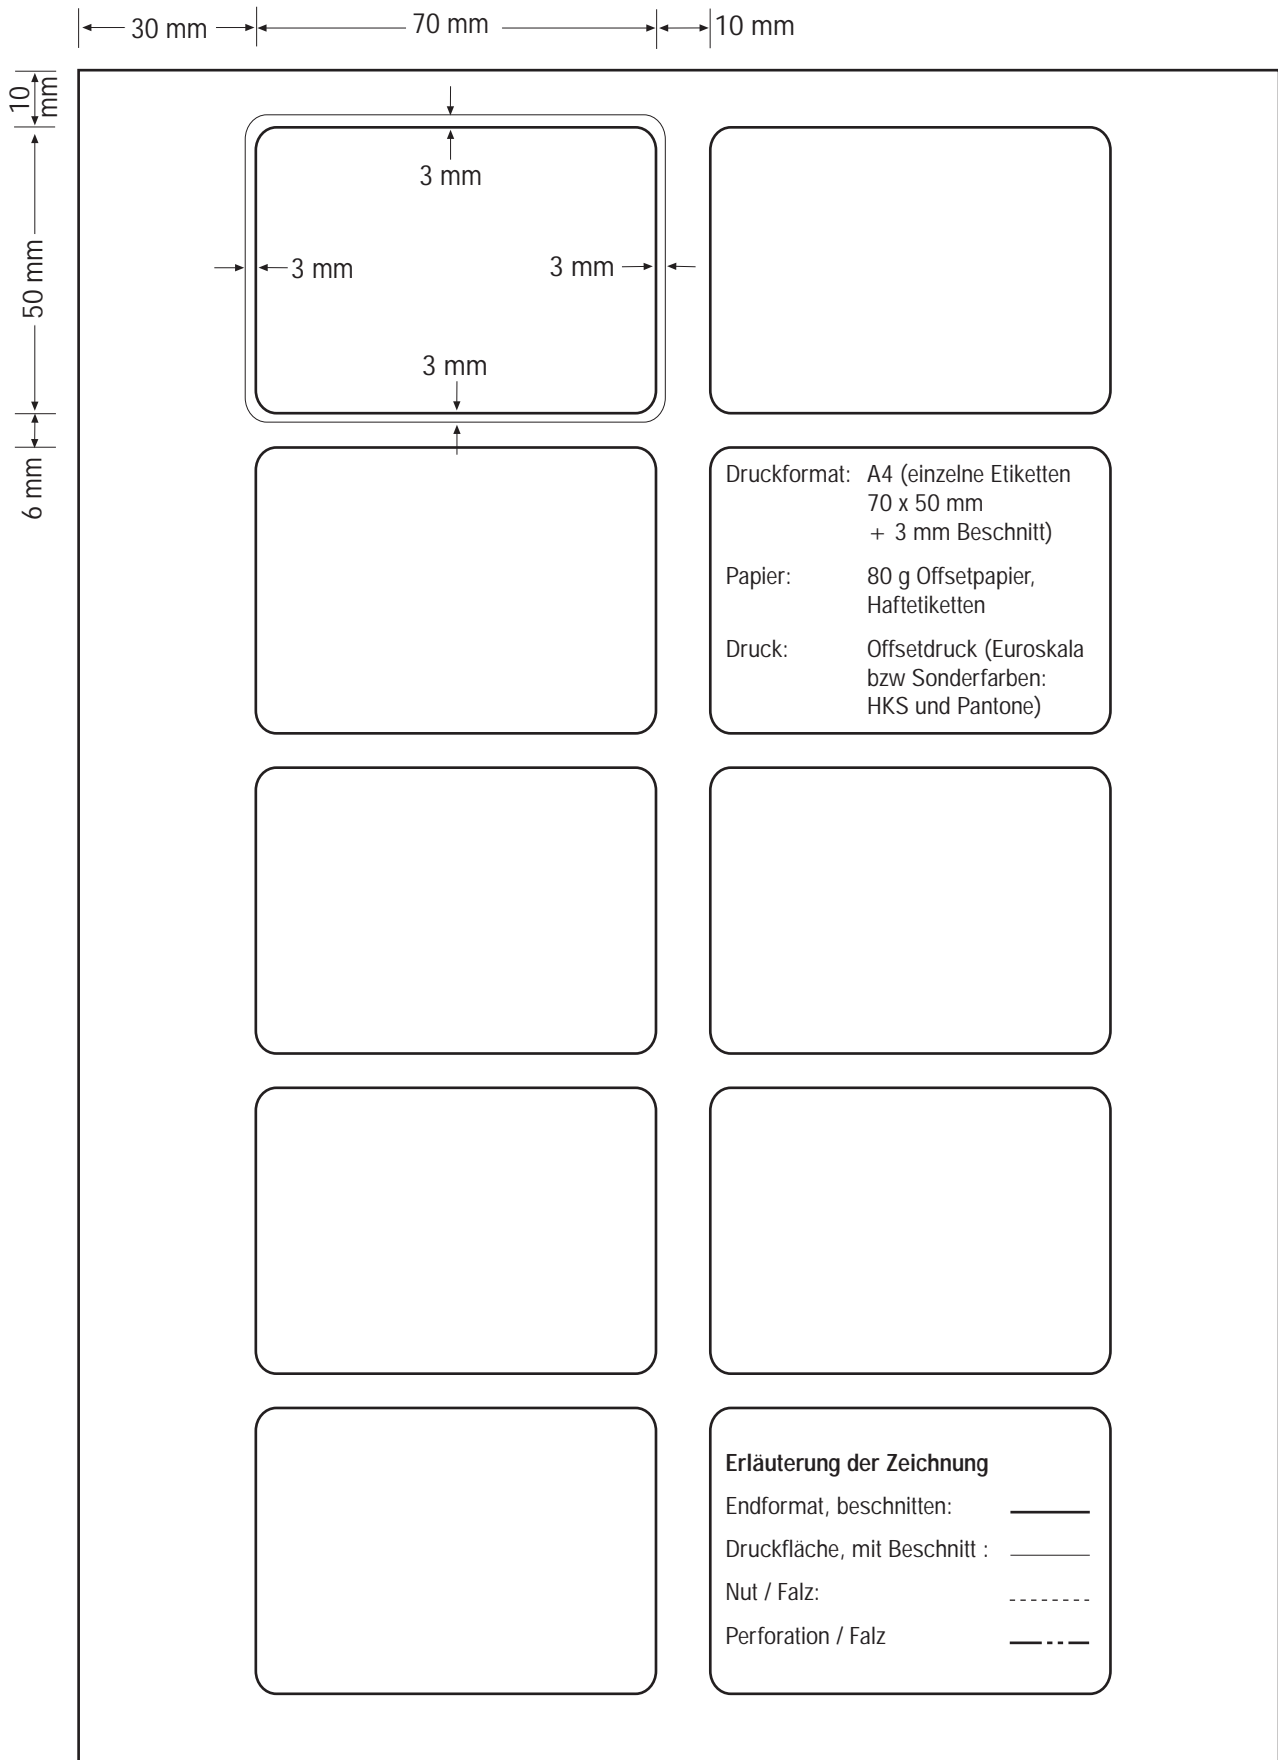 30 mm
70 mm
10 mm
10 mm
50 mm
6 mm
3 mm
3 mm
3 mm
3 mm
Druckformat: A4 (einzelne Etiketten
70 x 50 mm
+ 3 mm Beschnitt)
Papier: 80 g Offsetpapier,
Haftetiketten
Druck: Offsetdruck (Euroskala
bzw Sonderfarben:
HKS und Pantone)
Erläuterung der Zeichnung
Endformat, beschnitten:
Druckfläche, mit Beschnitt :
Nut / Falz:
Perforation / Falz